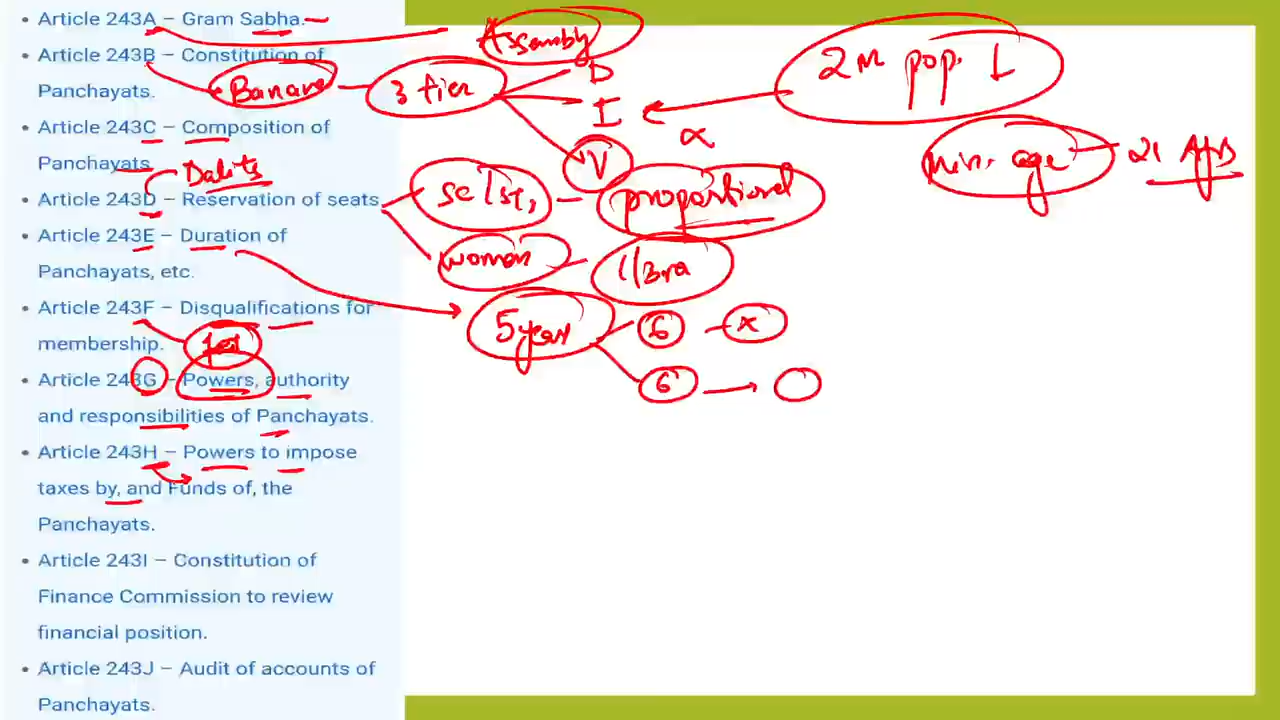 • Article 243A – Gram Sabha.
• Article 243B – Constitution of
Panchayats.
• Article 243C – Composition of
Panchayats.
• Article 243D – Reservation of seats
• Article 243E – Duration of
Panchayats, etc.
• Article 243F – Disqualifications for
membership.
• Article 243G – Powers, authority
and responsibilities of Panchayats.
• Article 243H – Powers to impose
taxes by, and Funds of, the
Panchayats.
• Article 243I – Constitution of
Finance Commission to review
financial position.
• Article 243J – Audit of accounts of
Panchayats.
Assembly
3 tier
D
I
V
2m pop.
min. age
21
Dalits
sc/st,
proportional
women
1/3rd
5 year
6
x
6